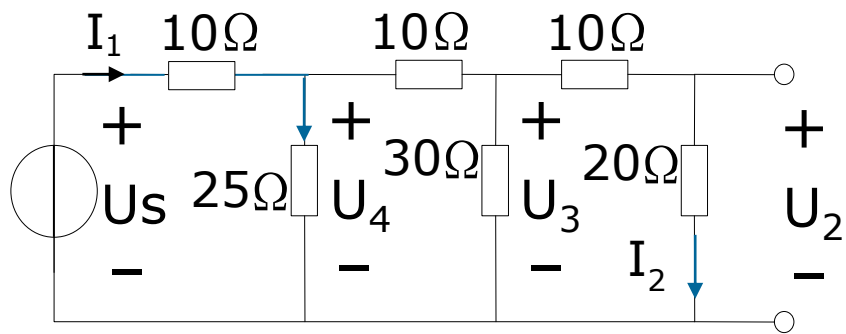 I₁ 10Ω 10Ω 10Ω
+ + + +
Us 25Ω U₄ 30Ω U₃ 20Ω U₂
− − − I₂ −